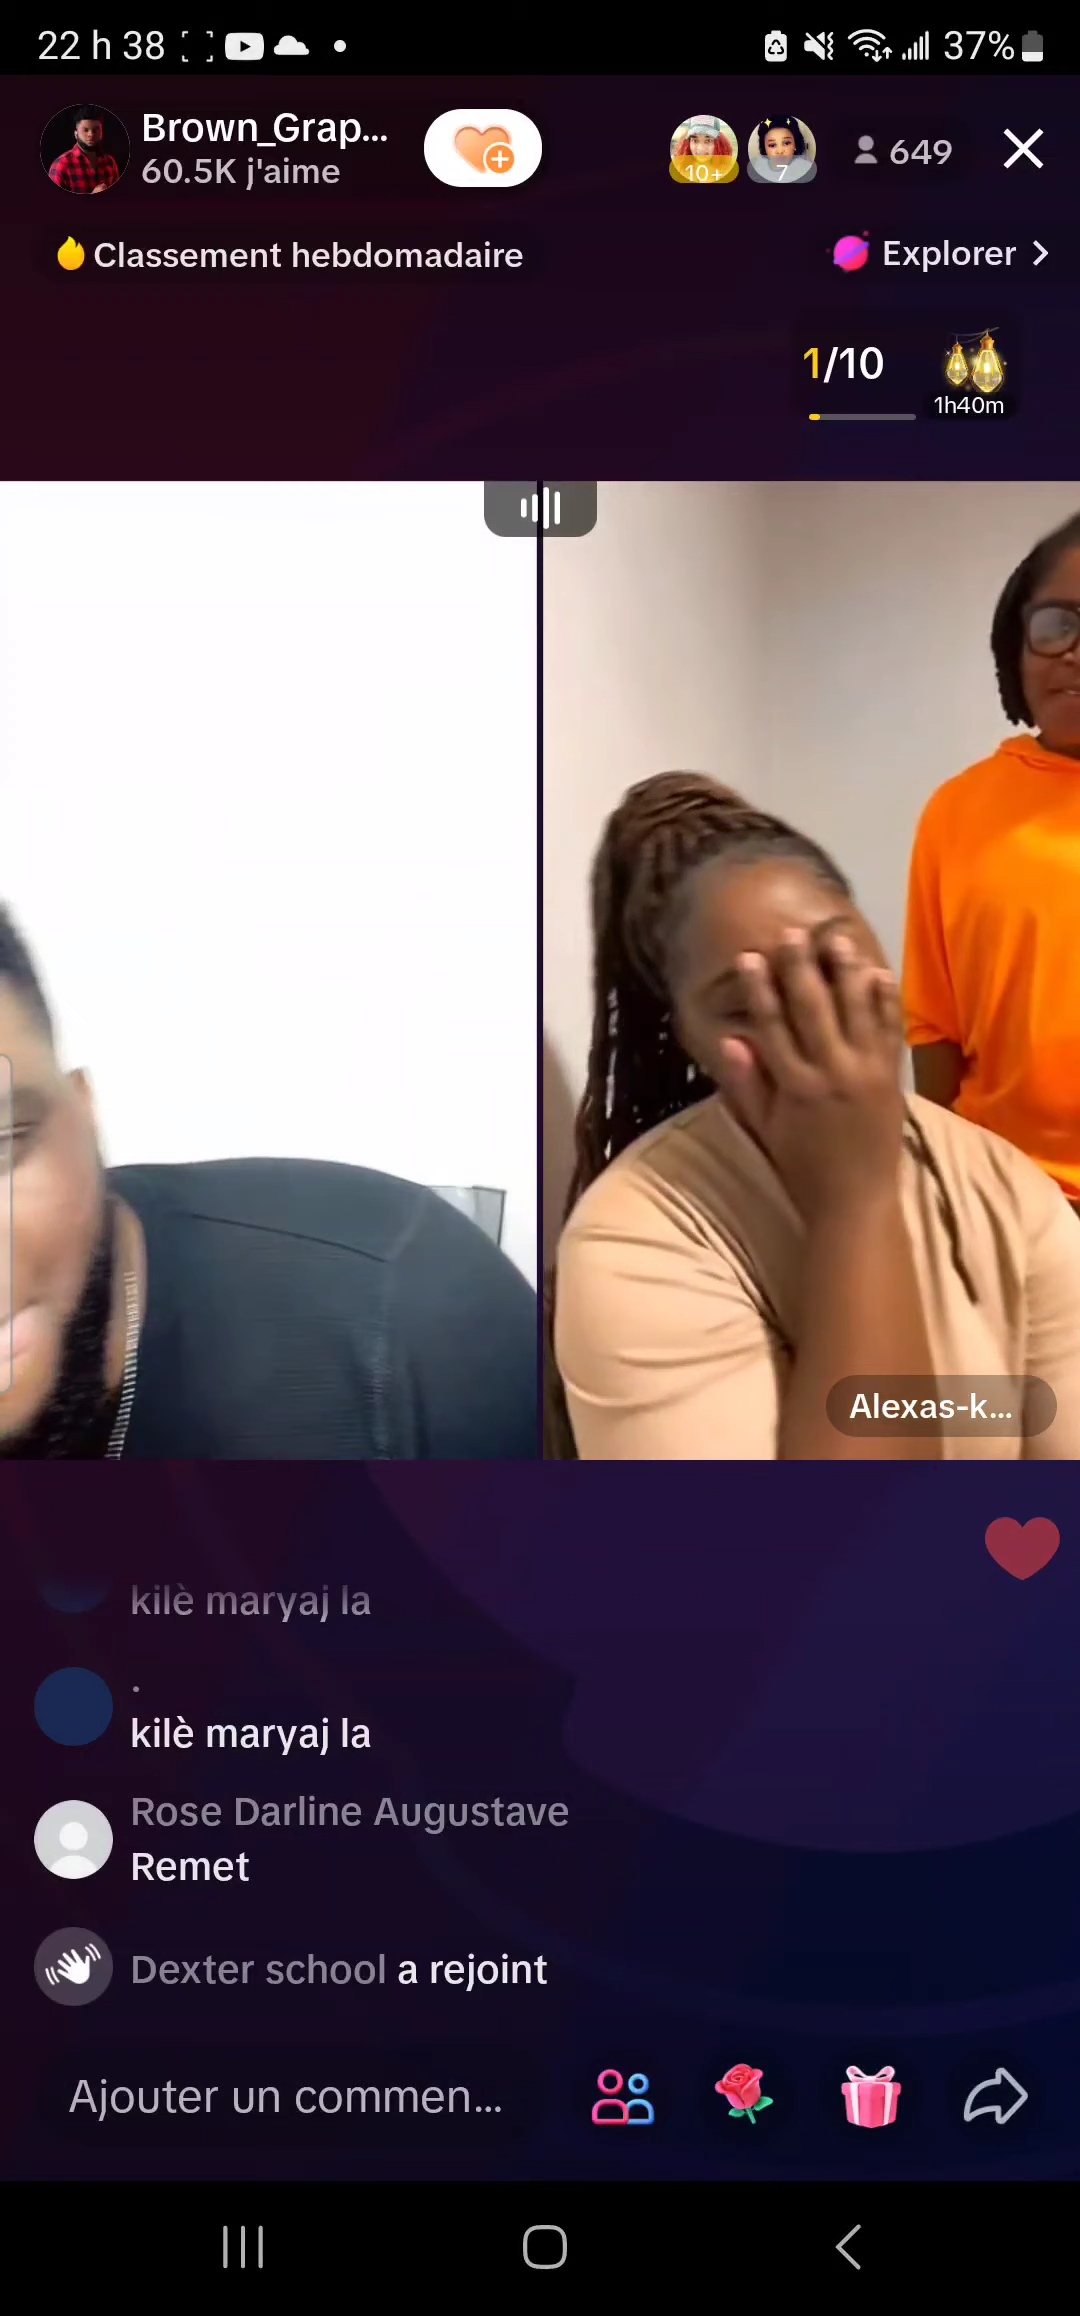 22 h 38
37%
Brown_Grap...
60.5K j'aime
10+
7
649
Classement hebdomadaire
Explorer
1/10
1h40m
Alexas-k...
kilè maryaj la
.
kilè maryaj la
Rose Darline Augustave
Remet
Dexter school a rejoint
Ajouter un commen...